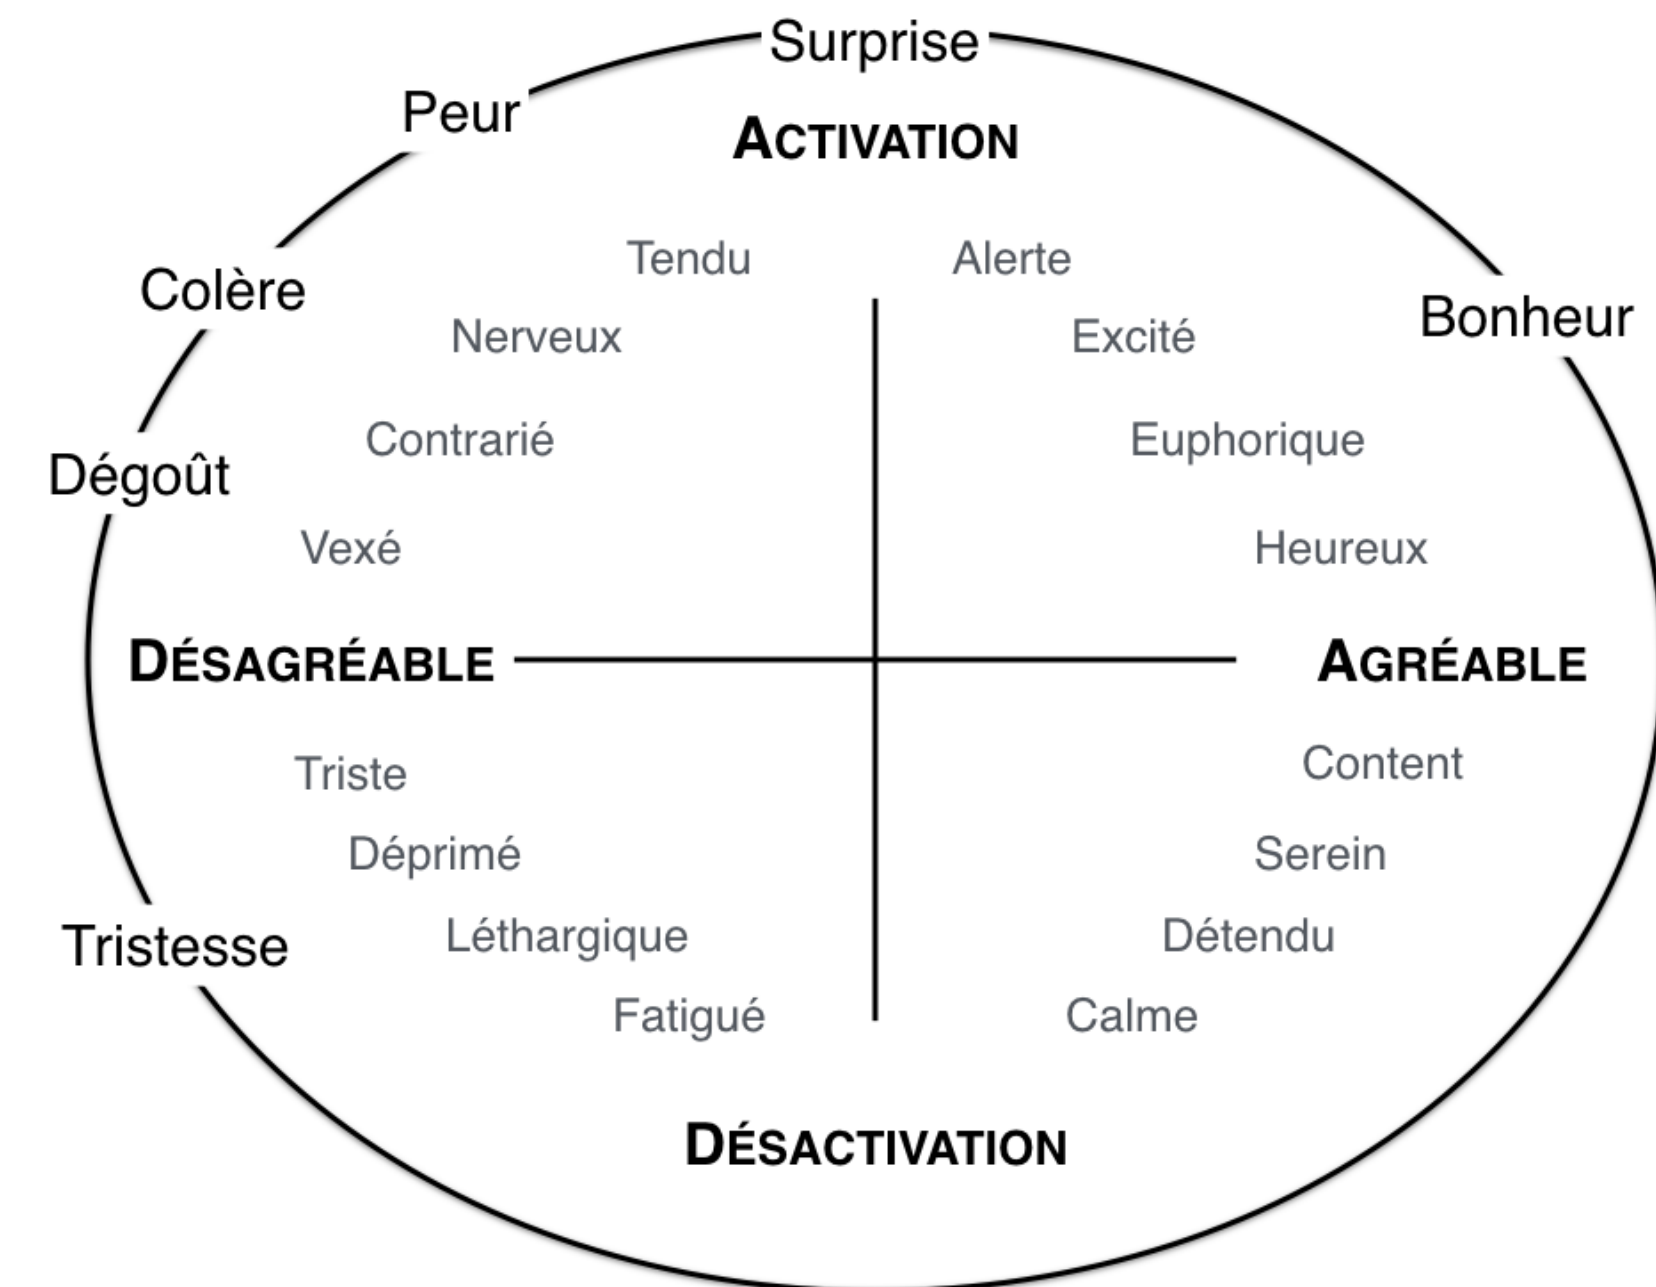 Surprise
Peur
ACTIVATION
Tendu Alerte
Colère
Bonheur
Nerveux Excité
Contrarié Euphorique
Dégoût
Vexé Heureux
DÉSAGRÉABLE AGRÉABLE
Triste Content
Déprimé Serein
Tristesse
Léthargique Détendu
Fatigué Calme
DÉSACTIVATION